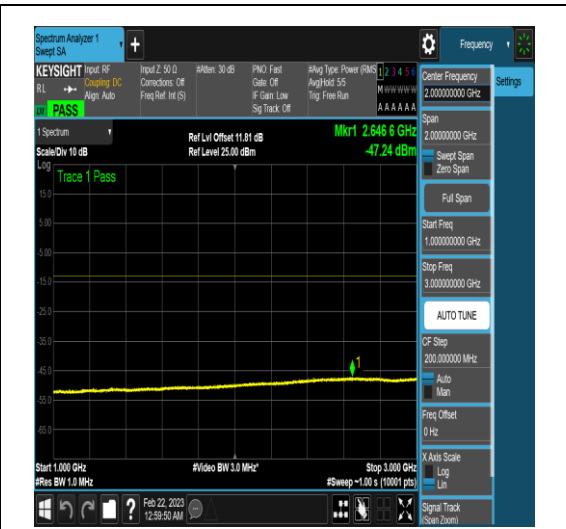 Spectrum Analyzer 1
Swept SA
+
Frequency
KEYSIGHT
RL
LXI PASS
Input: RF
Coupling: DC
Align: Auto
Input Z: 50 Ω
Corrections: Off
Freq Ref: Int (S)
#Atten: 30 dB
PNO: Fast
Gate: Off
IF Gain: Low
Sig Track: Off
#Avg Type: Power (RMS
Avg|Hold: 5/5
Trig: Free Run
1 2 3 4 5 6
M W W W W W
A A A A A A
Center Frequency
2.000000000 GHz
Settings
Span
2.00000000 GHz
Swept Span
Zero Span
Full Span
Start Freq
1.000000000 GHz
Stop Freq
3.000000000 GHz
AUTO TUNE
CF Step
200.000000 MHz
Auto
Man
Freq Offset
0 Hz
X Axis Scale
Log
Lin
Signal Track
(Span Zoom)
1 Spectrum
Scale/Div 10 dB
Ref Lvl Offset 11.81 dB
Ref Level 25.00 dBm
Mkr1 2.646 6 GHz
-47.24 dBm
Log
Trace 1 Pass
15.0
5.00
-5.00
-15.0
-25.0
-35.0
-45.0
-55.0
-65.0
1
Start 1.000 GHz
#Res BW 1.0 MHz
#Video BW 3.0 MHz*
Stop 3.000 GHz
#Sweep ~1.00 s (10001 pts)
?
Feb 22, 2023
12:59:50 AM